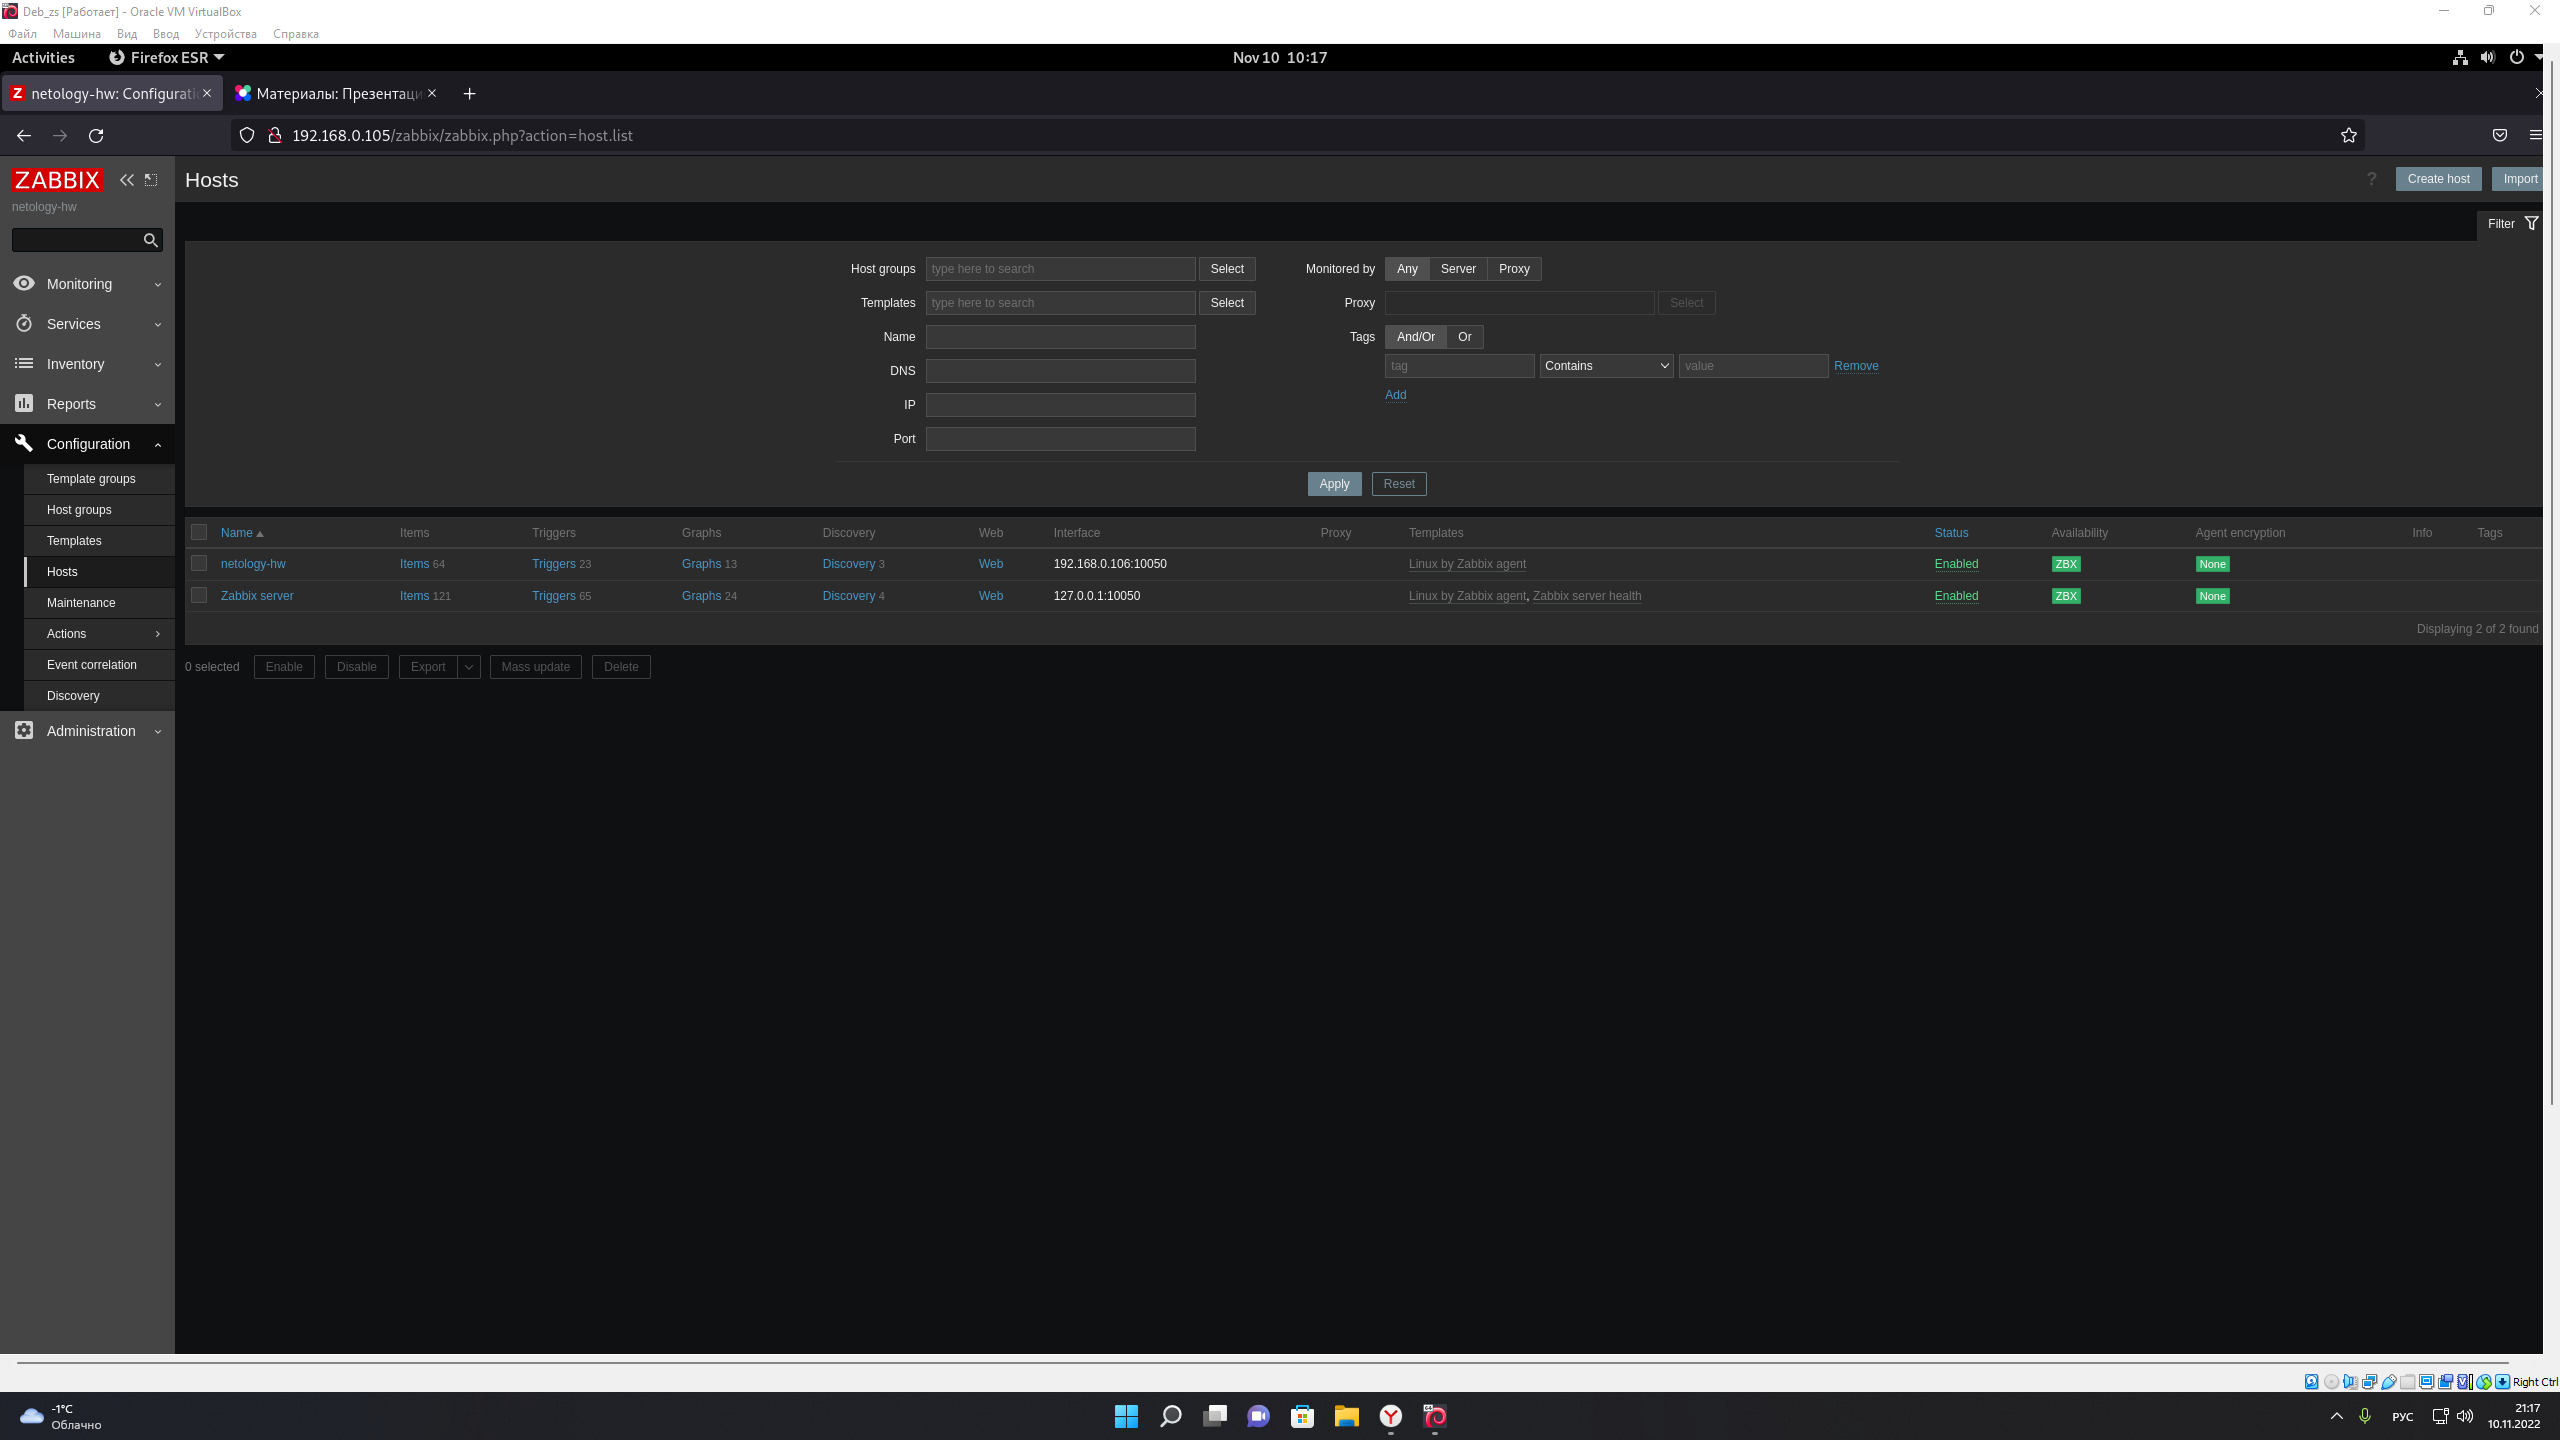 Deb_zs [Работает] - Oracle VM VirtualBox
Файл Машина Вид Ввод Устройства Справка
Activities Firefox ESR Nov 10 10:17
netology-hw: Configurati Материалы: Презентаци
192.168.0.105/zabbix/zabbix.php?action=host.list
ZABBIX
netology-hw
Hosts
? Create host Import
Filter
Monitoring
Services
Inventory
Reports
Configuration
Template groups
Host groups
Templates
Hosts
Maintenance
Actions
Event correlation
Discovery
Administration
Host groups type here to search Select
Templates type here to search Select
Name
DNS
IP
Port
Monitored by Any Server Proxy
Proxy Select
Tags And/Or Or
tag Contains value Remove
Add
Apply Reset
Name Items Triggers Graphs Discovery Web Interface Proxy Templates Status Availability Agent encryption Info Tags
netology-hw Items 64 Triggers 23 Graphs 13 Discovery 3 Web 192.168.0.106:10050 Linux by Zabbix agent Enabled ZBX None
Zabbix server Items 121 Triggers 65 Graphs 24 Discovery 4 Web 127.0.0.1:10050 Linux by Zabbix agent, Zabbix server health Enabled ZBX None
Displaying 2 of 2 found
0 selected Enable Disable Export Mass update Delete
Right Ctrl
-1°C
Облачно
РУС
21:17
10.11.2022